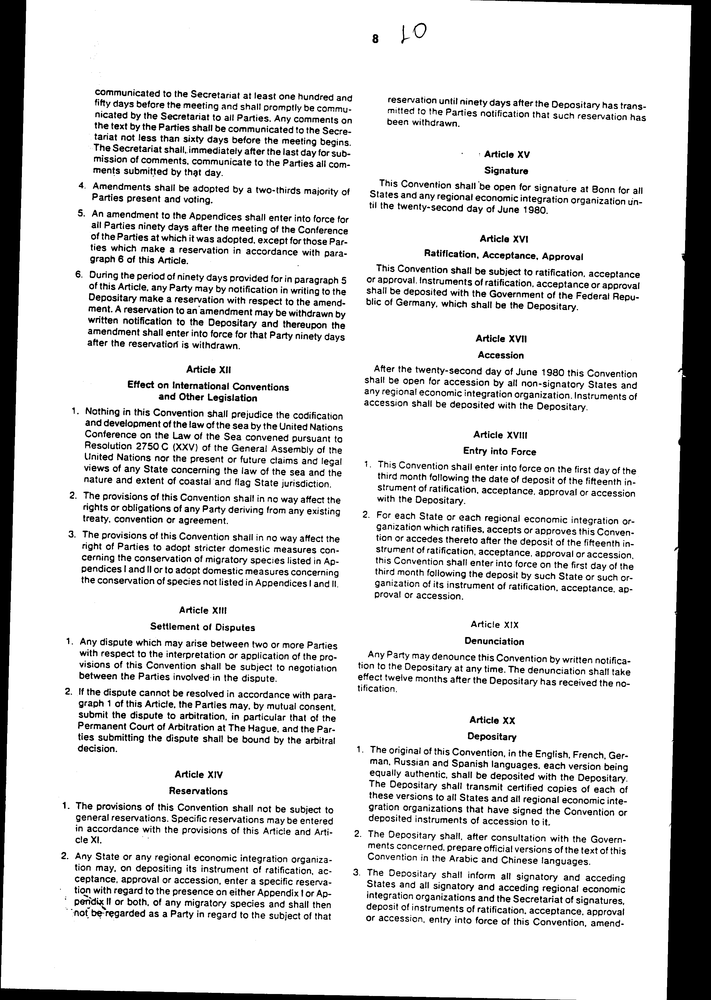 8 10
communicated to the Secretariat at least one hundred and
fifty days before the meeting and shall promptly be commu-
nicated by the Secretariat to all Parties. Any comments on
the text by the Parties shall be communicated to the Secre-
tariat not less than sixty days before the meeting begins.
The Secretariat shall, immediately after the last day for sub-
mission of comments, communicate to the Parties all com-
ments submitted by that day.
4. Amendments shall be adopted by a two-thirds majority of
Parties present and voting.
5. An amendment to the Appendices shall enter into force for
all Parties ninety days after the meeting of the Conference
of the Parties at which it was adopted, except for those Par-
ties which make a reservation in accordance with para-
graph 6 of this Article.
6. During the period of ninety days provided for in paragraph 5
of this Article, any Party may by notification in writing to the
Depositary make a reservation with respect to the amend-
ment. A reservation to an amendment may be withdrawn by
written notification to the Depositary and thereupon the
amendment shall enter into force for that Party ninety days
after the reservation is withdrawn.
Article XII
Effect on International Conventions
and Other Legislation
1. Nothing in this Convention shall prejudice the codification
and development of the law of the sea by the United Nations
Conference on the Law of the Sea convened pursuant to
Resolution 2750 C (XXV) of the General Assembly of the
United Nations nor the present or future claims and legal
views of any State concerning the law of the sea and the
nature and extent of coastal and flag State jurisdiction.
2. The provisions of this Convention shall in no way affect the
rights or obligations of any Party deriving from any existing
treaty, convention or agreement.
3. The provisions of this Convention shall in no way affect the
right of Parties to adopt stricter domestic measures con-
cerning the conservation of migratory species listed in Ap-
pendices I and II or to adopt domestic measures concerning
the conservation of species not listed in Appendices I and II.
Article XIII
Settlement of Disputes
1. Any dispute which may arise between two or more Parties
with respect to the interpretation or application of the pro-
visions of this Convention shall be subject to negotiation
between the Parties involved in the dispute.
2. If the dispute cannot be resolved in accordance with para-
graph 1 of this Article, the Parties may, by mutual consent,
submit the dispute to arbitration, in particular that of the
Permanent Court of Arbitration at The Hague, and the Par-
ties submitting the dispute shall be bound by the arbitral
decision.
Article XIV
Reservations
1. The provisions of this Convention shall not be subject to
general reservations. Specific reservations may be entered
in accordance with the provisions of this Article and Arti-
cle XI.
2. Any State or any regional economic integration organiza-
tion may, on depositing its instrument of ratification, ac-
ceptance, approval or accession, enter a specific reserva-
tion with regard to the presence on either Appendix I or Ap-
pendix II or both, of any migratory species and shall then
not be regarded as a Party in regard to the subject of that
reservation until ninety days after the Depositary has trans-
mitted to the Parties notification that such reservation has
been withdrawn.
Article XV
Signature
This Convention shall be open for signature at Bonn for all
States and any regional economic integration organization un-
til the twenty-second day of June 1980.
Article XVI
Ratification, Acceptance, Approval
This Convention shall be subject to ratification, acceptance
or approval. Instruments of ratification, acceptance or approval
shall be deposited with the Government of the Federal Repu-
blic of Germany, which shall be the Depositary.
Article XVII
Accession
After the twenty-second day of June 1980 this Convention
shall be open for accession by all non-signatory States and
any regional economic integration organization. Instruments of
accession shall be deposited with the Depositary.
Article XVIII
Entry into Force
1. This Convention shall enter into force on the first day of the
third month following the date of deposit of the fifteenth in-
strument of ratification, acceptance, approval or accession
with the Depositary.
2. For each State or each regional economic integration or-
ganization which ratifies, accepts or approves this Conven-
tion or accedes thereto after the deposit of the fifteenth in-
strument of ratification, acceptance, approval or accession,
this Convention shall enter into force on the first day of the
third month following the deposit by such State or such or-
ganization of its instrument of ratification, acceptance, ap-
proval or accession.
Article XIX
Denunciation
Any Party may denounce this Convention by written notifica-
tion to the Depositary at any time. The denunciation shall take
effect twelve months after the Depositary has received the no-
tification.
Article XX
Depositary
1. The original of this Convention, in the English, French, Ger-
man, Russian and Spanish languages, each version being
equally authentic, shall be deposited with the Depositary.
The Depositary shall transmit certified copies of each of
these versions to all States and all regional economic inte-
gration organizations that have signed the Convention or
deposited instruments of accession to it.
2. The Depositary shall, after consultation with the Govern-
ments concerned, prepare official versions of the text of this
Convention in the Arabic and Chinese languages.
3. The Depositary shall inform all signatory and acceding
States and all signatory and acceding regional economic
integration organizations and the Secretariat of signatures,
deposit of instruments of ratification, acceptance, approval
or accession, entry into force of this Convention, amend-